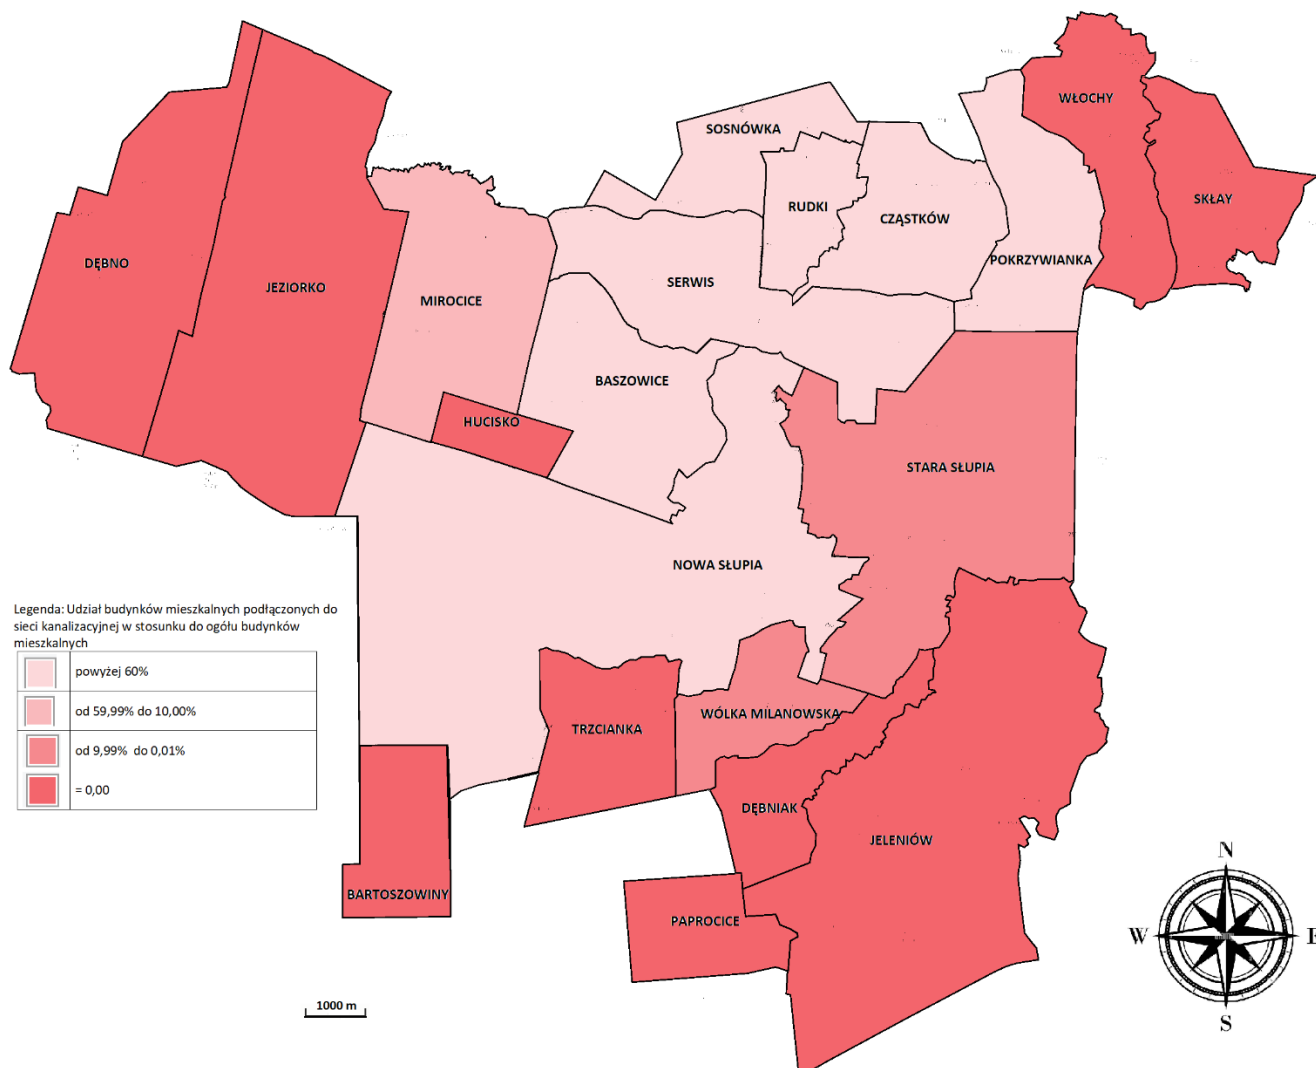 WŁOCHY
SOSNÓWKA
SKŁAY
RUDKI
CZĄSTKÓW
DĘBNO
POKRZYWIANKA
JEZIORKO
SERWIS
MIROCICE
BASZOWICE
HUCISKO
STARA SŁUPIA
NOWA SŁUPIA
Legenda: Udział budynków mieszkalnych podłączonych do
sieci kanalizacyjnej w stosunku do ogółu budynków
mieszkalnych
powyżej 60%
od 59,99% do 10,00%
od 9,99% do 0,01%
= 0,00
WÓLKA MILANOWSKA
TRZCIANKA
DĘBNIAK
JELENIÓW
BARTOSZOWINY
PAPROCICE
1000 m
N
W
E
S